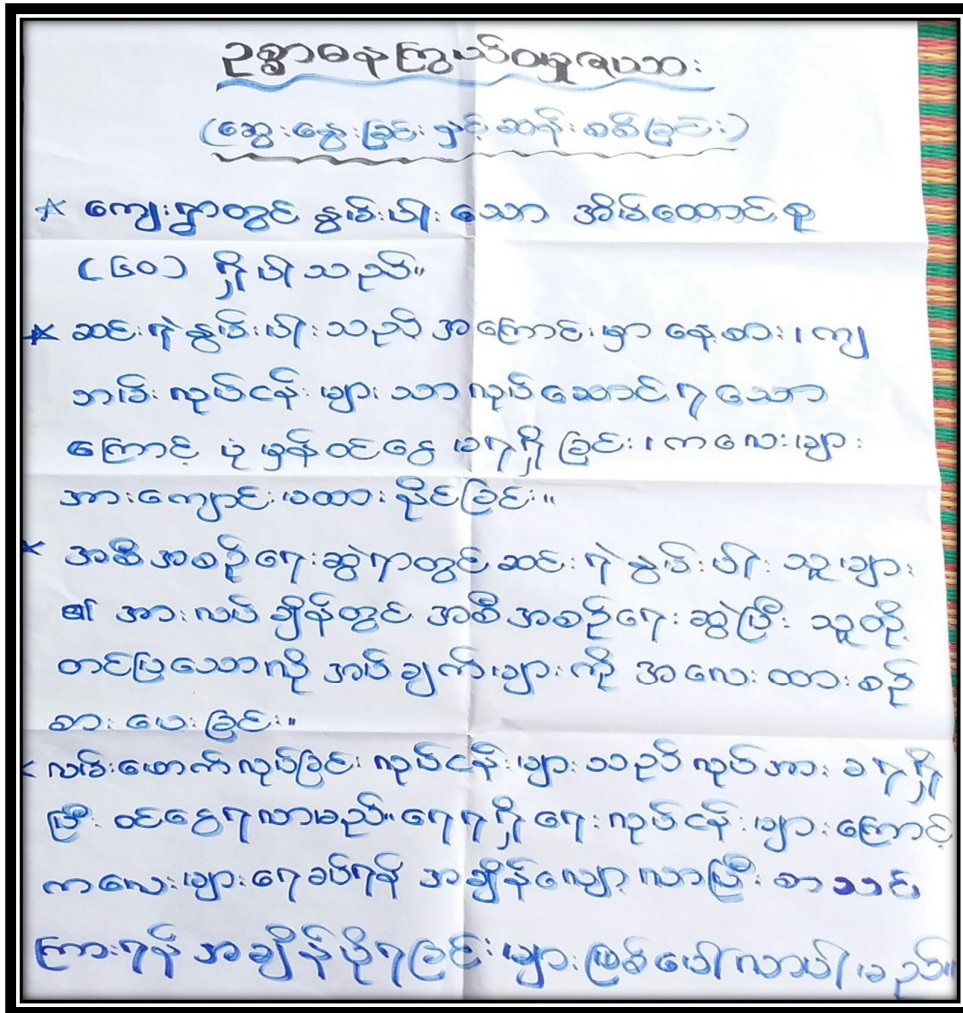 ဥစ္စာဓနကြွယ်ဝမှုဇယား
(ဆွေးနွေးခြင်းနှင့်ဆန်းစစ်ခြင်း)
* ကျေးရွာတွင် နွမ်းပါးသော အိမ်ထောင်စု
(၆၀) ရှိပါသည်။
* ဆင်းရဲနွမ်းပါးသည့် အကြောင်းမှာ နေ့စား၊ ကျ
ဘမ်းလုပ်ငန်းများသာ လုပ်ဆောင်ရသော
ကြောင့် ပုံမှန်ဝင်ငွေ မရရှိခြင်း၊ ကလေးများ
အားကျောင်းမထားနိုင်ခြင်း။
* အစီအစဉ်ရေးဆွဲရာတွင် ဆင်းရဲနွမ်းပါးသူများ
၏ အားလပ်ချိန်တွင် အစီအစဉ်ရေးဆွဲပြီး သူတို့
တင်ပြသောလိုအပ်ချက်များကို အလေးထားစဉ်
စားပေးခြင်း။
* လမ်းဖောက်လုပ်ခြင်း လုပ်ငန်းများသည် လုပ်အားခရရှိ
ပြီး ဝင်ငွေရလာမည်။ ရေရရှိရေးလုပ်ငန်းများကြောင့်
ကလေးများရေခပ်ရန် အချိန်လျော့လာပြီး စာသင်
ကြားရန် အချိန်ပိုရခြင်းများဖြစ်ပေါ်လာပါမည်။